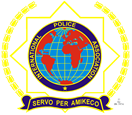 INTERNATIONAL POLICE ASSOCIATION
SERVO PER AMIKECO